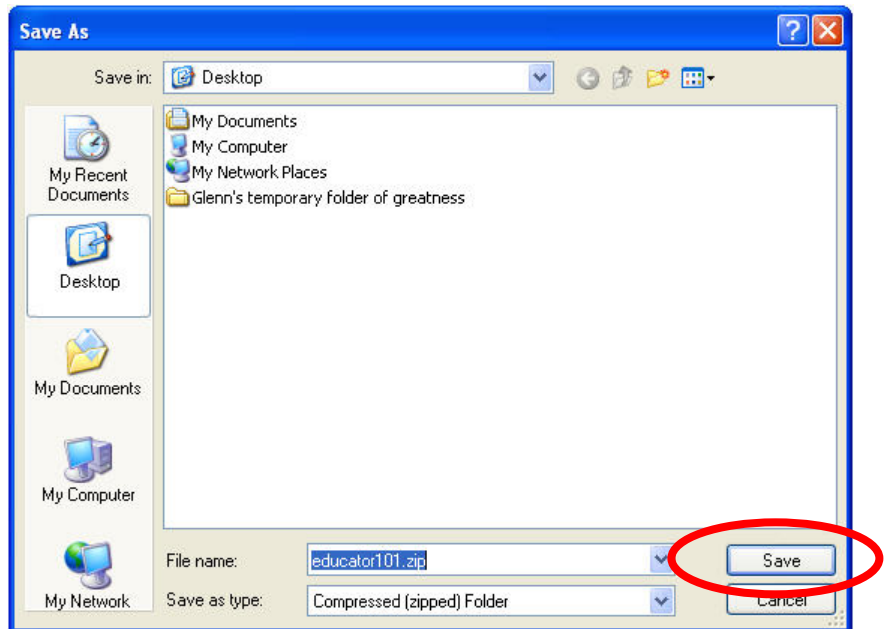 Save As
Save in:
Desktop
My Recent
Documents
Desktop
My Documents
My Computer
My Network
My Documents
My Computer
My Network Places
Glenn's temporary folder of greatness
File name:
educator101.zip
Save
Save as type:
Compressed (zipped) Folder
Cancel